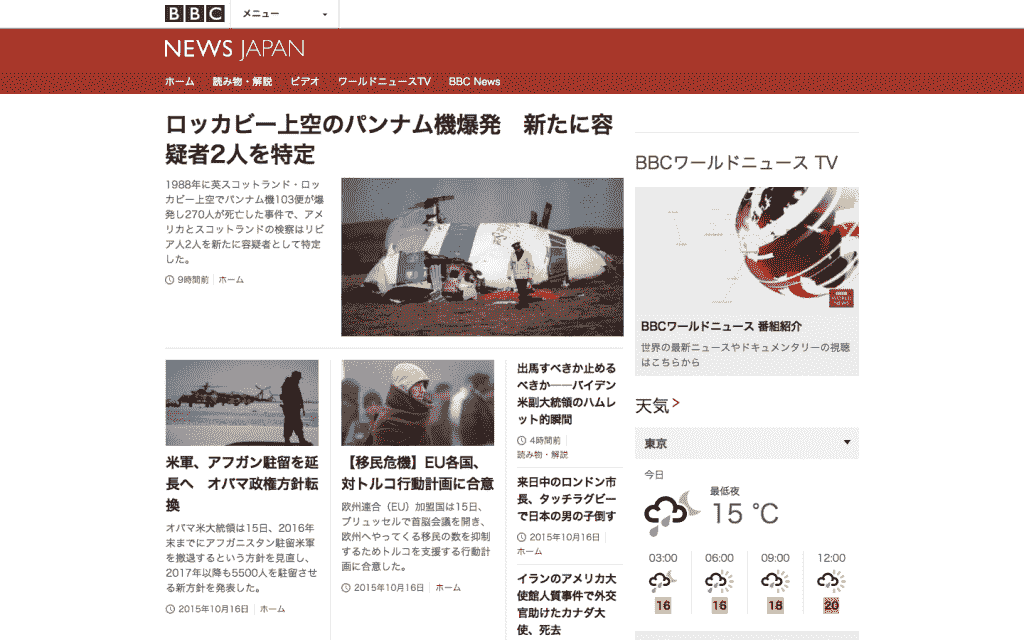 BBC
メニュー
NEWS JAPAN
ホーム 読み物・解説 ビデオ ワールドニュースTV BBC News
ロッカビー上空のパンナム機爆発　新たに容
疑者2人を特定
1988年に英スコットランド・ロッ
カビー上空でパンナム機103便が爆
発し270人が死亡した事件で、アメ
リカとスコットランドの検察はリビ
ア人2人を新たに容疑者として特定
した。
9時間前 ホーム
米軍、アフガン駐留を延
長へ　オバマ政権方針転
換
オバマ米大統領は15日、2016年
末までにアフガニスタン駐留米軍
を撤退するという方針を見直し、
2017年以降も5500人を駐留させ
る新方針を発表した。
2015年10月16日 ホーム
【移民危機】EU各国、
対トルコ行動計画に合意
欧州連合（EU）加盟国は15日、
ブリュッセルで首脳会議を開き、
欧州へやってくる移民の数を抑制
するためトルコを支援する行動計
画に合意した。
2015年10月16日 ホーム
出馬すべきか止める
べきか――バイデン
米副大統領のハムレ
ット的瞬間
4時間前
読み物・解説
来日中のロンドン市
長、タッチラグビー
で日本の男の子倒す
2015年10月16日
ホーム
イランのアメリカ大
使館人質事件で外交
官助けたカナダ大
使、死去
BBCワールドニュース TV
BBC
WORLD
NEWS
BBCワールドニュース 番組紹介
世界の最新ニュースやドキュメンタリーの視聴
はこちらから
天気
東京
今日
最低夜
15 °C
03:00 06:00 09:00 12:00
16 16 18 20